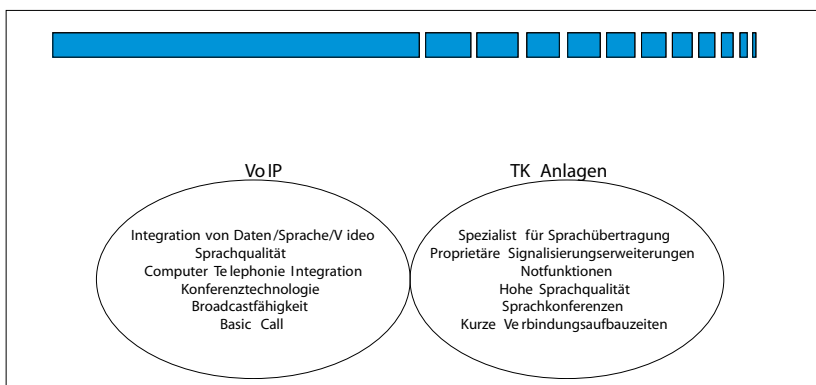 VoIP
TK Anlagen
Integration von Daten/Sprache/Video
Sprachqualität
Computer Telephonie Integration
Konferenztechnologie
Broadcastfähigkeit
Basic Call
Spezialist für Sprachübertragung
Proprietäre Signalisierungserweiterungen
Notfunktionen
Hohe Sprachqualität
Sprachkonferenzen
Kurze Verbindungsaufbauzeiten